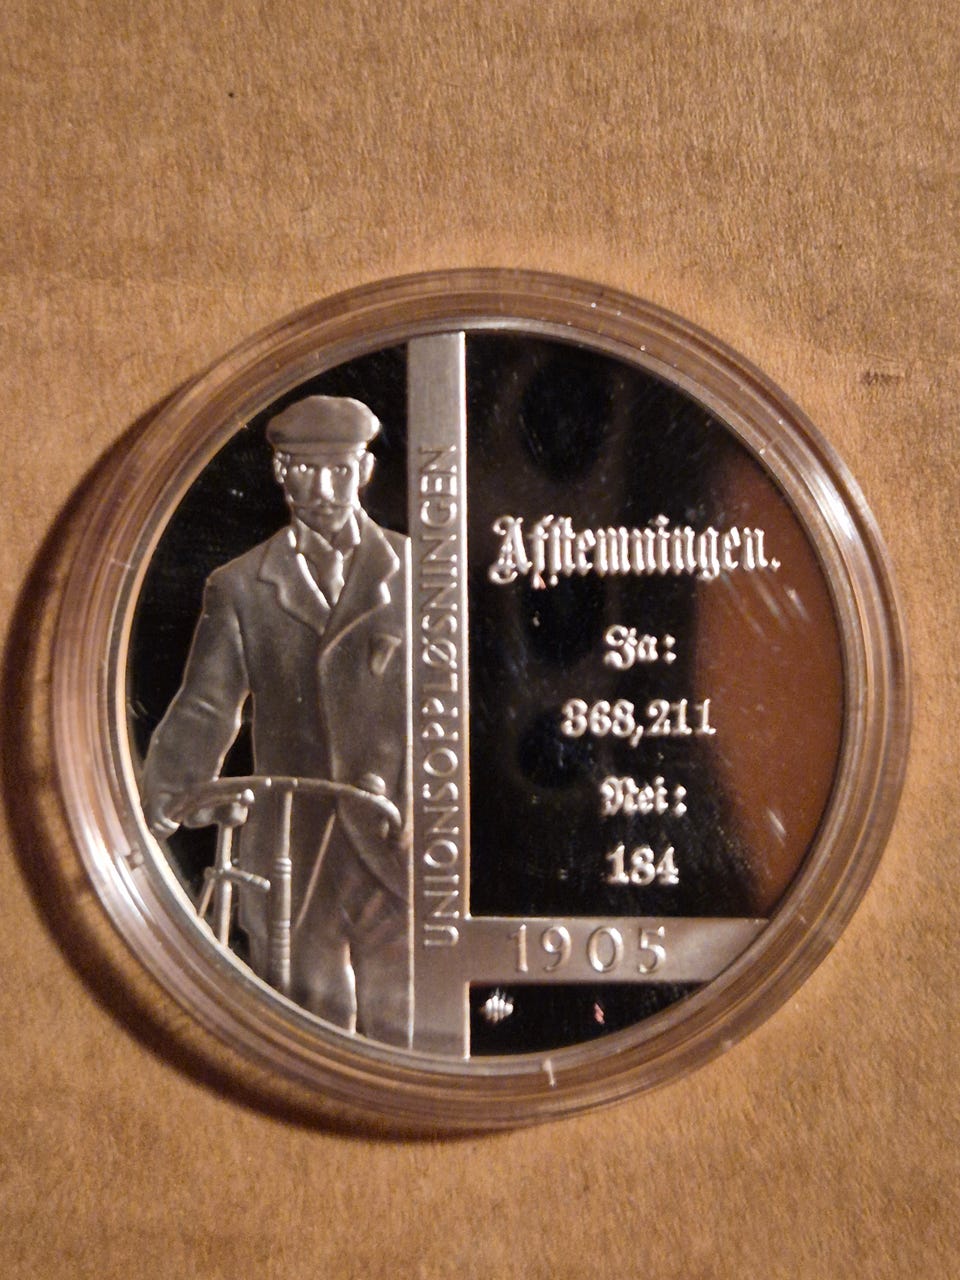 UNIONSOPPLØSNINGEN
Afstemningen.
Ja:
368,211
Nei:
184
1905